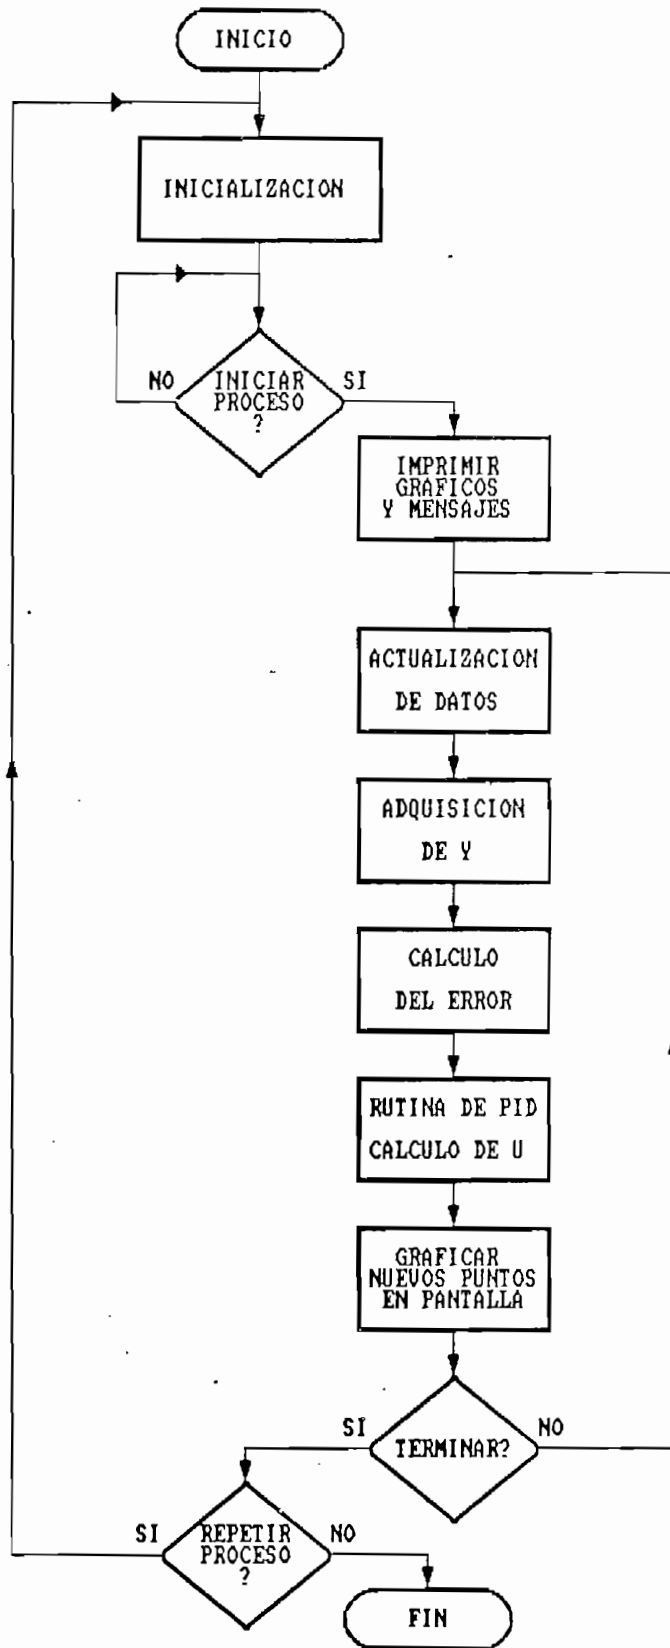 INICIO
INICIALIZACION
NO
INICIAR
PROCESO
?
SI
IMPRIMIR
GRAFICOS
Y MENSAJES
ACTUALIZACION
DE DATOS
ADQUISICION
DE Y
CALCULO
DEL ERROR
RUTINA DE PID
CALCULO DE U
GRAFICAR
NUEVOS PUNTOS
EN PANTALLA
SI
TERMINAR?
NO
SI
REPETIR
PROCESO
?
NO
FIN